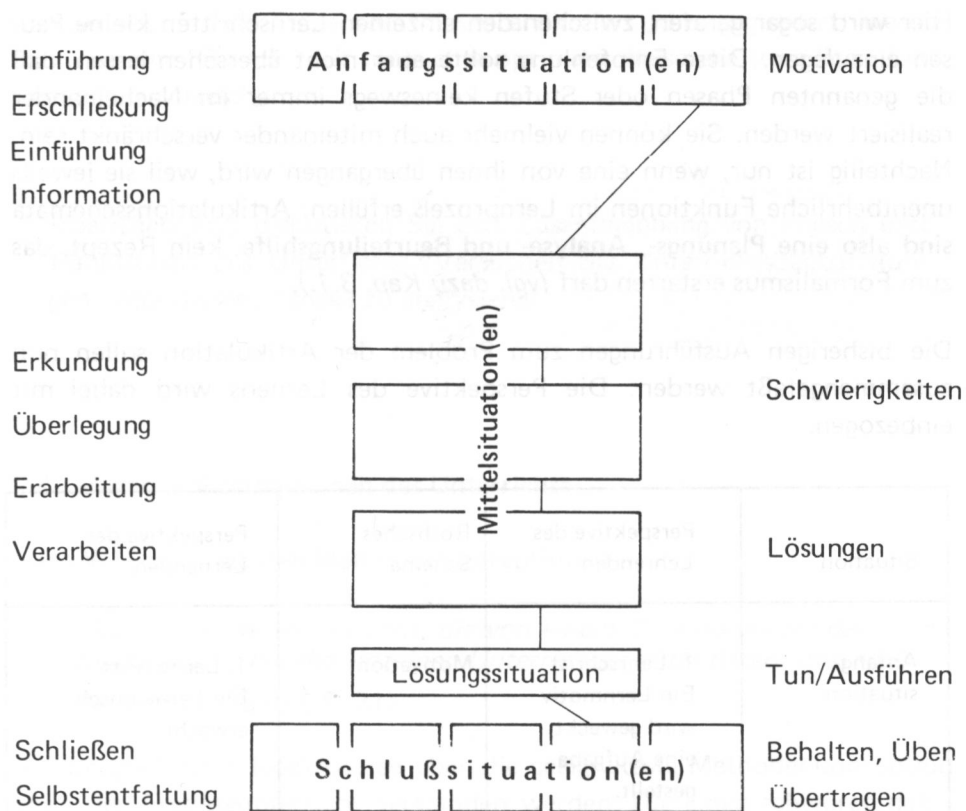 Hinführung
Anfangssituation(en)
Motivation
Erschließung
Einführung
Information
Mittelsituation(en)
Erkundung
Schwierigkeiten
Überlegung
Erarbeitung
Verarbeiten
Lösungen
Lösungssituation
Tun/Ausführen
Schließen
Schlußsituation(en)
Behalten, Üben
Selbstentfaltung
Übertragen